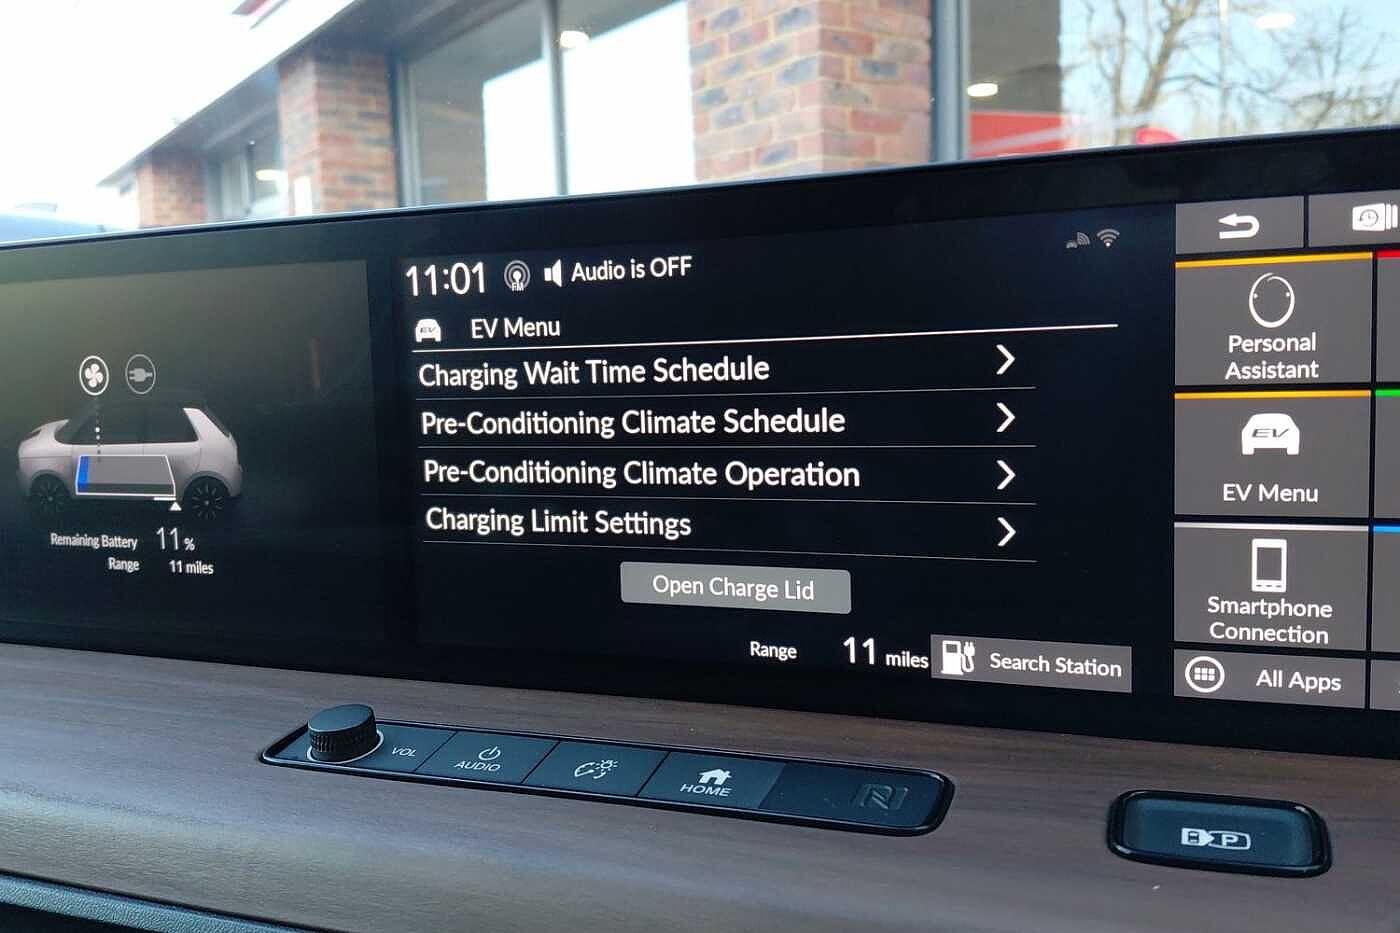 11:01 FM Audio is OFF
EV EV Menu
Charging Wait Time Schedule
Pre-Conditioning Climate Schedule
Pre-Conditioning Climate Operation
Charging Limit Settings
Open Charge Lid
Range 11 miles
Search Station
Remaining Battery 11 %
Range 11 miles
Personal
Assistant
EV
EV Menu
Smartphone
Connection
All Apps
VOL
AUDIO
HOME
P